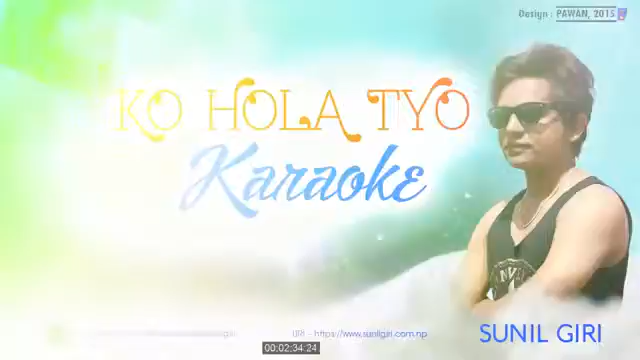 Design : PAWAN, 2015
KO HOLA TYO
Karaoke
URl - https://www.sunilgiri.com.np
SUNIL GIRI
00:02:34:24